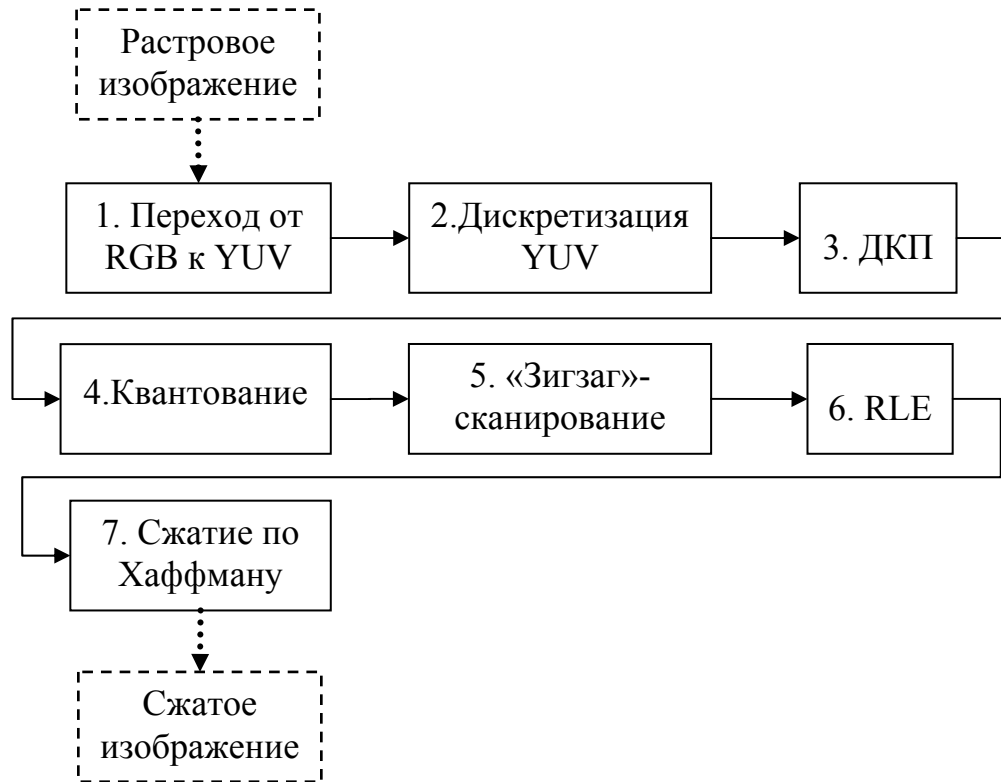 Растровое
изображение
1. Переход от
RGB к YUV
2.Дискретизация
YUV
3. ДКП
4.Квантование
5. «Зигзаг»-
сканирование
6. RLE
7. Сжатие по
Хаффману
Сжатое
изображение